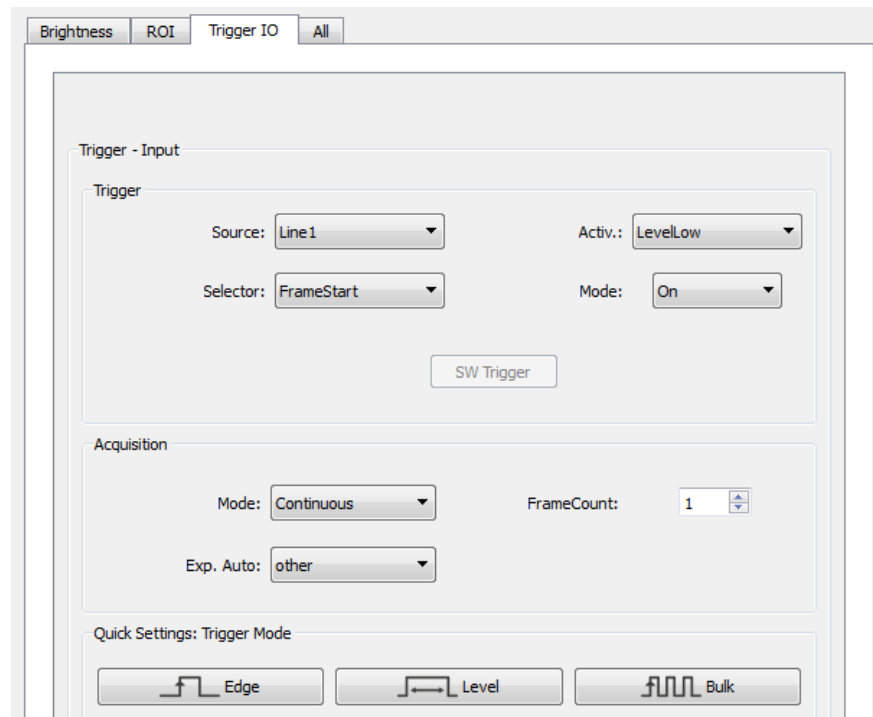 Brightness ROI Trigger IO All
Trigger - Input
Trigger
Source: Line1 Activ.: LevelLow
Selector: FrameStart Mode: On
SW Trigger
Acquisition
Mode: Continuous FrameCount: 1
Exp. Auto: other
Quick Settings: Trigger Mode
Edge Level Bulk